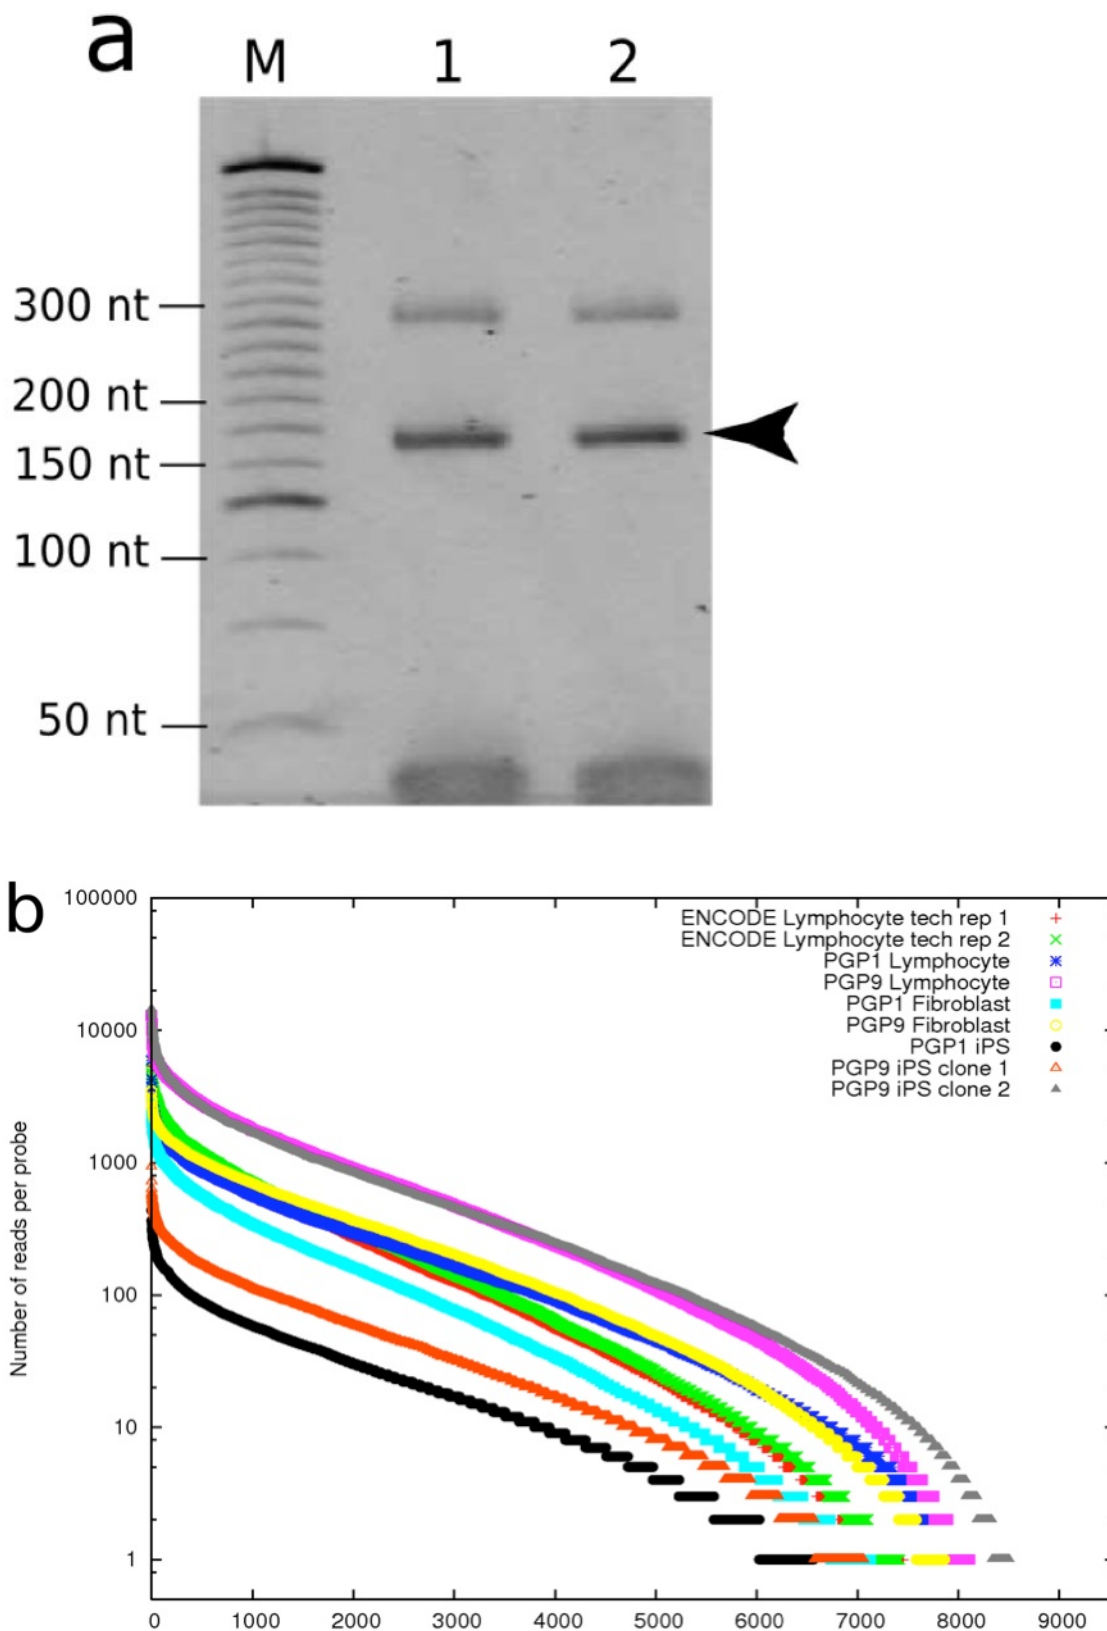 a
M 1 2
300 nt
200 nt
150 nt
100 nt
50 nt
b
100000
10000
1000
100
10
1
Number of reads per probe
ENCODE Lymphocyte tech rep 1
ENCODE Lymphocyte tech rep 2
PGP1 Lymphocyte
PGP9 Lymphocyte
PGP1 Fibroblast
PGP9 Fibroblast
PGP1 iPS
PGP9 iPS clone 1
PGP9 iPS clone 2
0 1000 2000 3000 4000 5000 6000 7000 8000 9000